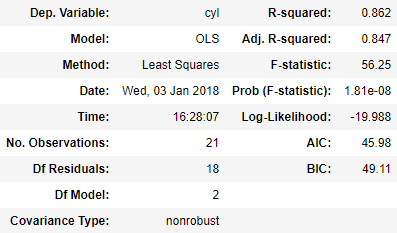 Dep. Variable: cyl R-squared: 0.862
Model: OLS Adj. R-squared: 0.847
Method: Least Squares F-statistic: 56.25
Date: Wed, 03 Jan 2018 Prob (F-statistic): 1.81e-08
Time: 16:28:07 Log-Likelihood: -19.988
No. Observations: 21 AIC: 45.98
Df Residuals: 18 BIC: 49.11
Df Model: 2
Covariance Type: nonrobust